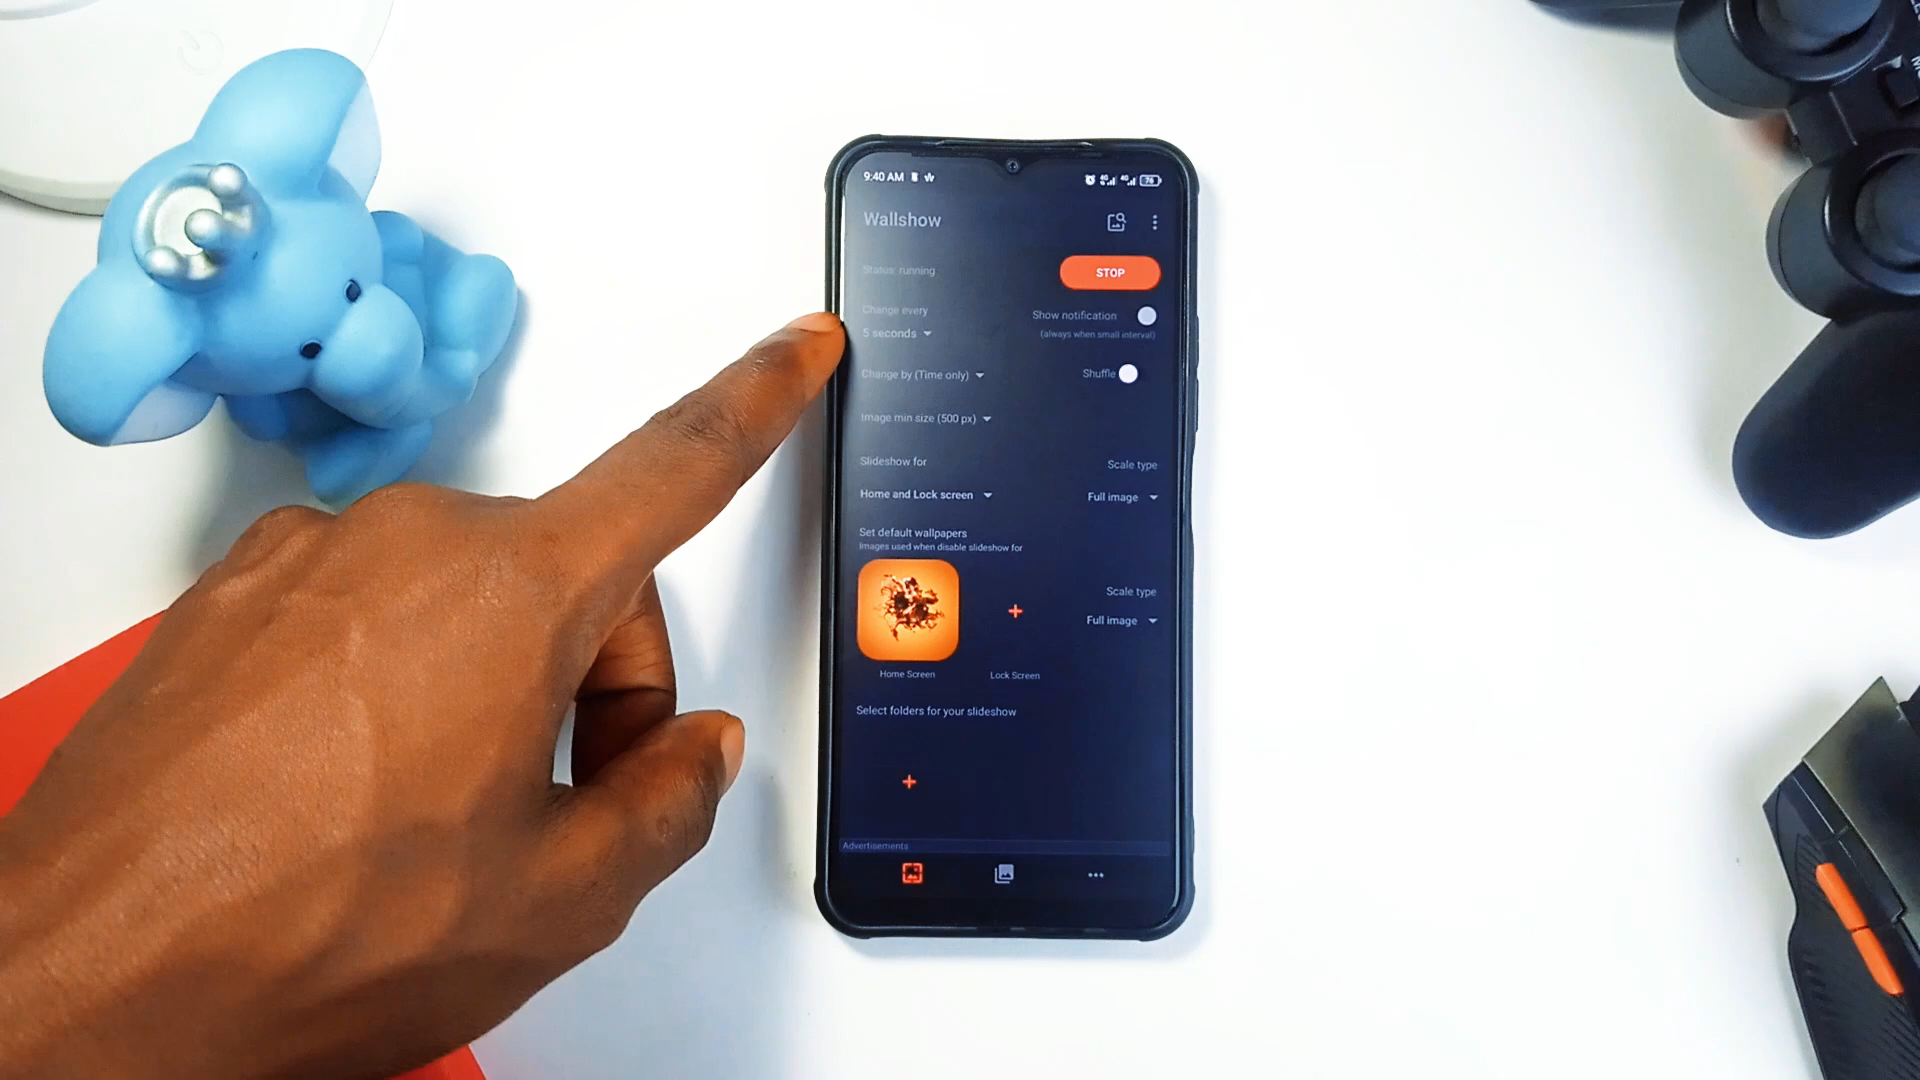 9:40 AM
4G 4G 76
Wallshow
Status: running
STOP
Change every
Show notification
5 seconds
(always when small interval)
Change by (Time only)
Shuffle
Image min size (500 px)
Slideshow for
Scale type
Home and Lock screen
Full image
Set default wallpapers
Images used when disable slideshow for
Scale type
Full image
Home Screen
Lock Screen
Select folders for your slideshow
Advertisements